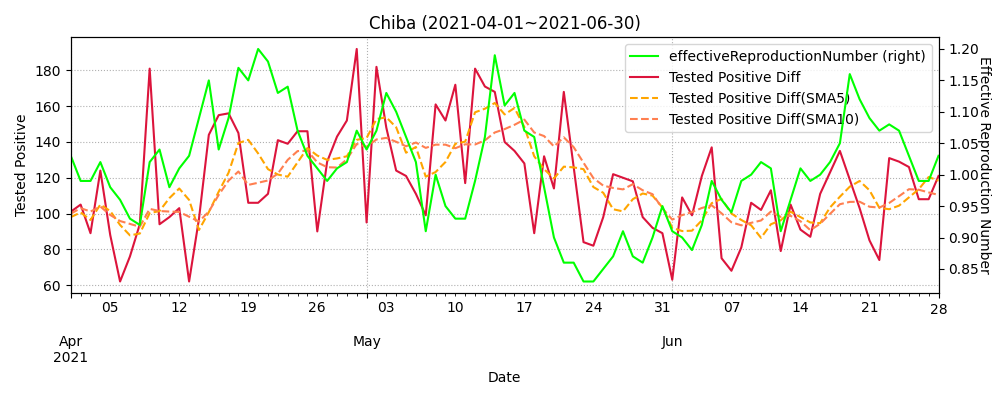 Chiba (2021-04-01~2021-06-30)
effectiveReproductionNumber (right)
Tested Positive Diff
Tested Positive Diff(SMA5)
Tested Positive Diff(SMA10)
Tested Positive
180
160
140
120
100
80
60
1.20
1.15
1.10
1.05
1.00
0.95
0.90
0.85
Effective Reproduction Number
05 12 19 26 03 10 17 24 31 07 14 21 28
Apr May Jun
2021
Date